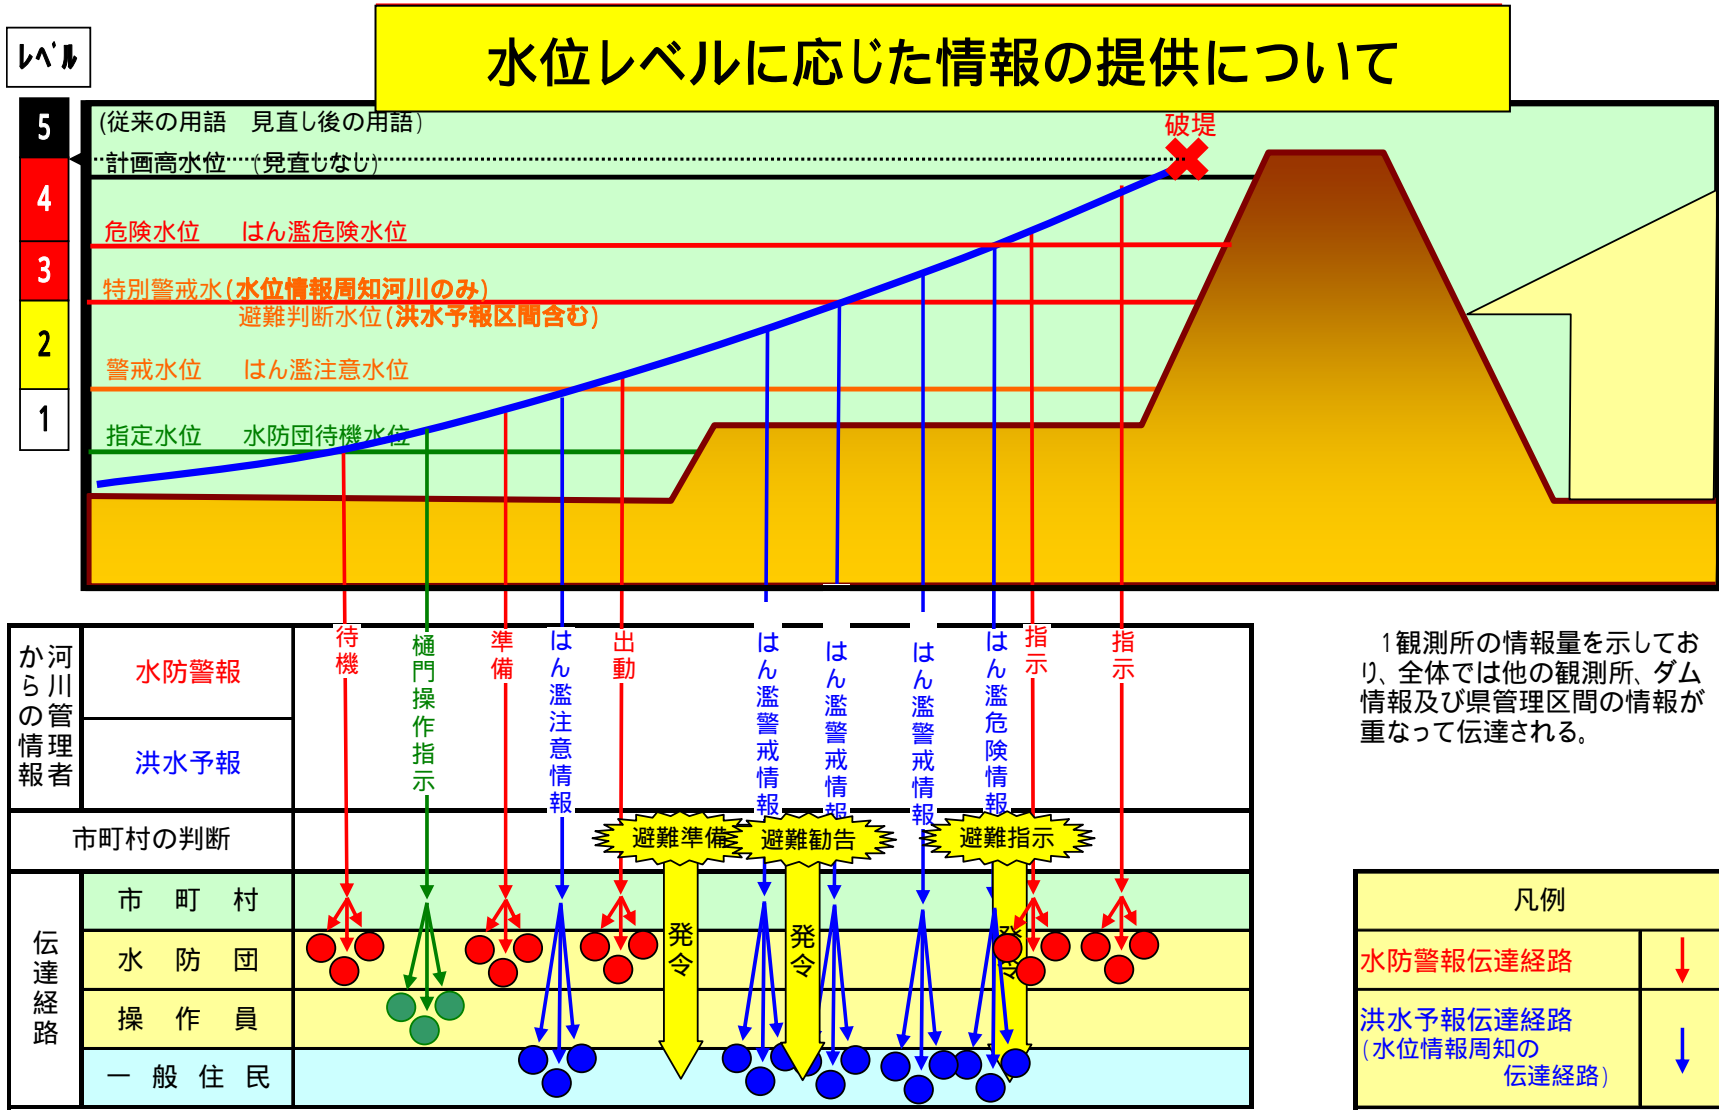 水位レベルに応じた情報の提供について
レベル
5
4
3
2
1
(従来の用語　見直し後の用語)
計画高水位　(見直しなし)
破堤
危険水位　はん濫危険水位
特別警戒水(水位情報周知河川のみ)
避難判断水位(洪水予報区間含む)
警戒水位　はん濫注意水位
指定水位　水防団待機水位
河川管理者からの情報
水防警報
洪水予報
待機
樋門操作指示
準備
はん濫注意情報
出動
はん濫警戒情報
はん濫警戒情報
はん濫警戒情報
はん濫危険情報
指示
指示
市町村の判断
避難準備
避難勧告
避難指示
伝達経路
市町村
水防団
操作員
一般住民
発令
発令
発令
1観測所の情報量を示してお
り、全体では他の観測所、ダム
情報及び県管理区間の情報が
重なって伝達される。
凡例
水防警報伝達経路
洪水予報伝達経路
(水位情報周知の
伝達経路)